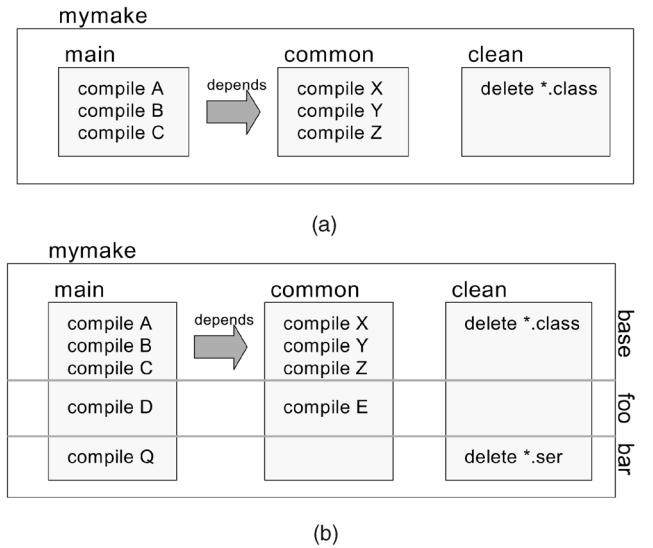 mymake
main
compile A
compile B
compile C
depends
common
compile X
compile Y
compile Z
clean
delete *.class
(a)
mymake
main
compile A
compile B
compile C
compile D
compile Q
depends
common
compile X
compile Y
compile Z
compile E
clean
delete *.class
delete *.ser
base
foo
bar
(b)